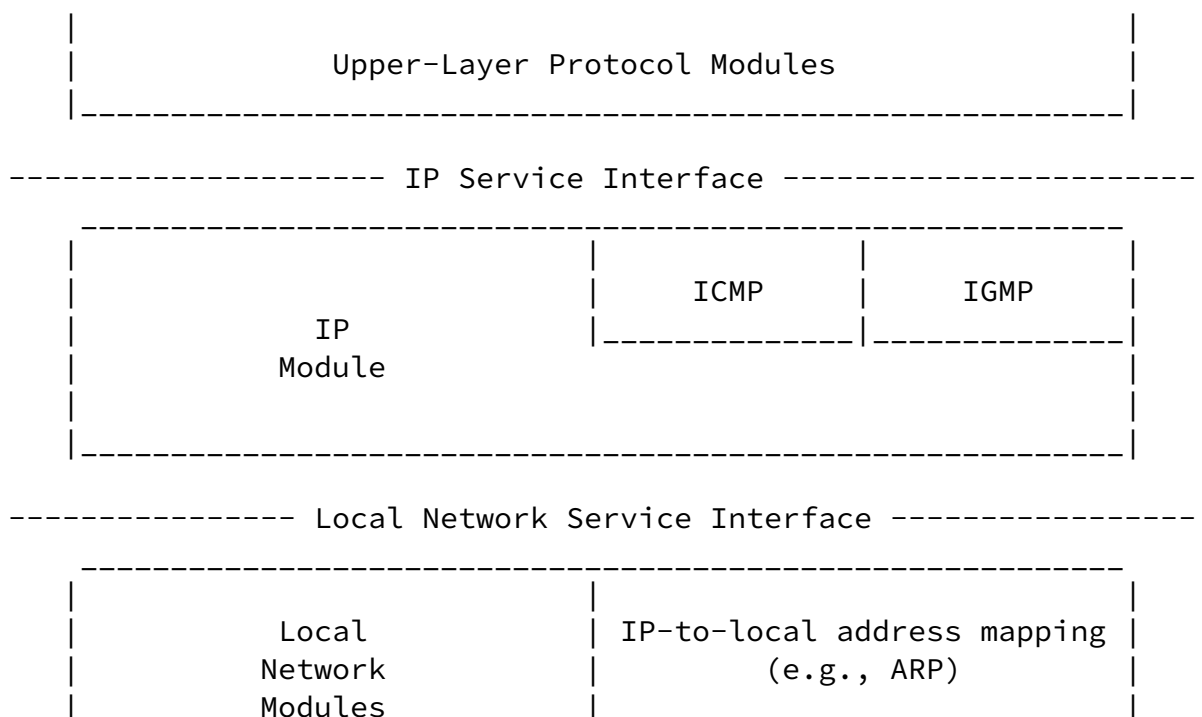 Upper-Layer Protocol Modules
IP Service Interface
ICMP IGMP
IP
Module
Local Network Service Interface
Local IP-to-local address mapping
Network (e.g., ARP)
Modules